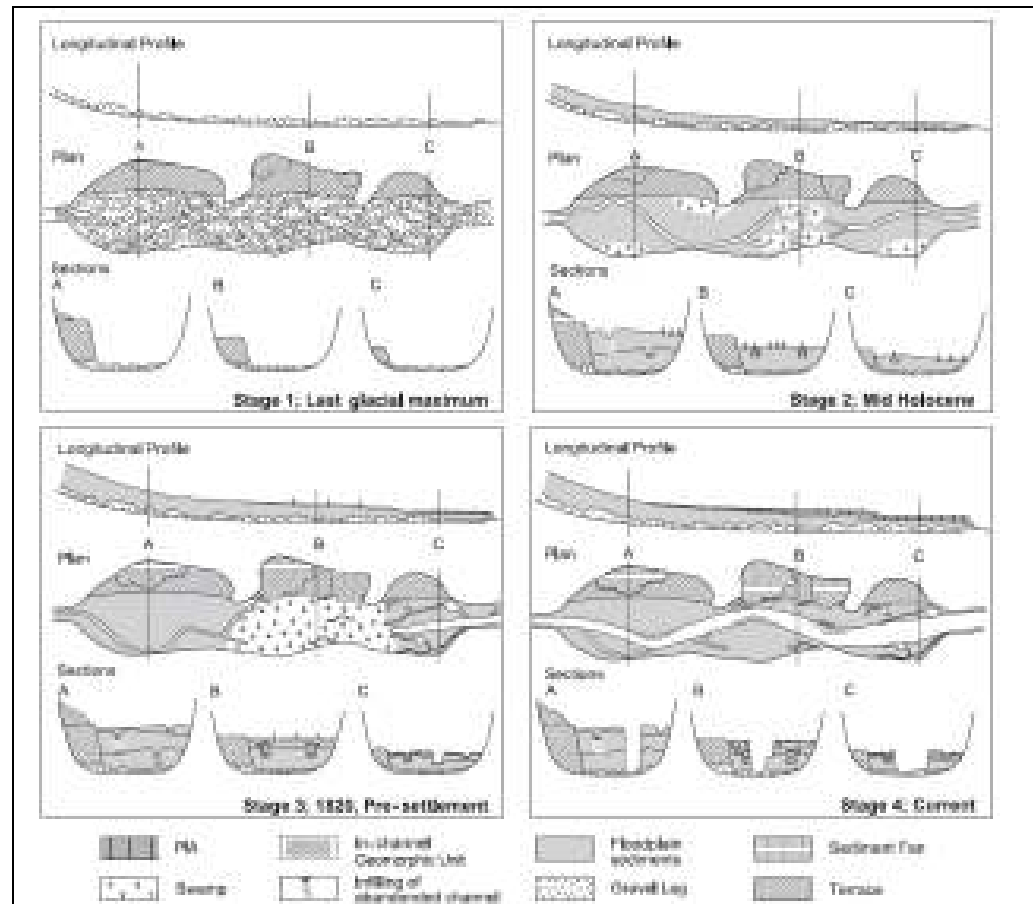 Longitudinal Profile
A
B
C
Plan
Sections
A
B
C
Stage 1; Last glacial maximum
Longitudinal Profile
Plan
A
B
C
Sections
A
B
C
Stage 2; Mid Holocene
Longitudinal Profile
A
B
C
Plan
Sections
A
B
C
Stage 3; 1820, Pre-settlement
Longitudinal Profile
Plan
A
B
C
Sections
A
B
C
Stage 4; Current
In-channel
Geomorphic Unit
Floodplain
sediments
Sediment Fan
Swamp
Infilling of
abandoned channel
Gravel Lag
Terrace